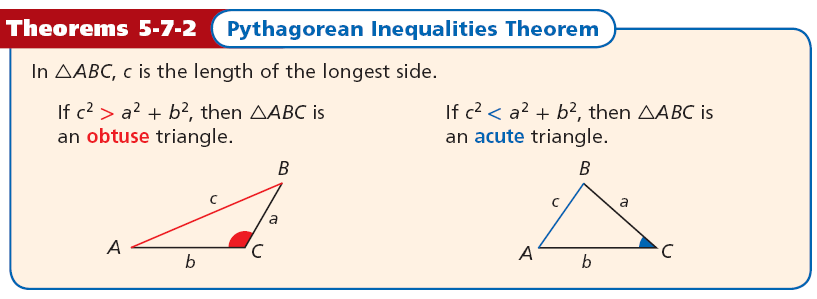 Theorems 5-7-2 Pythagorean Inequalities Theorem
In △ABC, c is the length of the longest side.
If c² > a² + b², then △ABC is
an obtuse triangle.
B
c
a
A
C
b
If c² < a² + b², then △ABC is
an acute triangle.
B
c
a
A
C
b